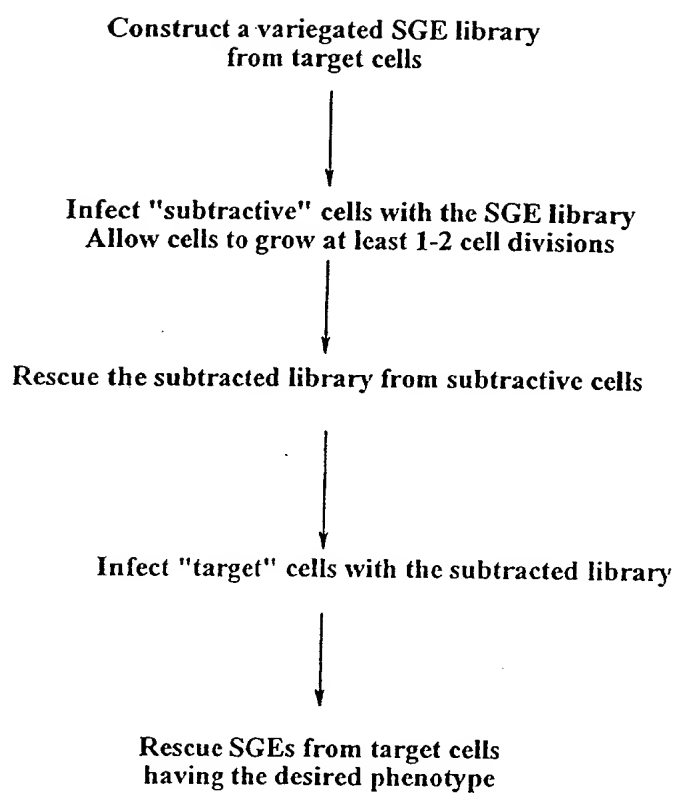 Construct a variegated SGE library
from target cells
Infect "subtractive" cells with the SGE library
Allow cells to grow at least 1-2 cell divisions
Rescue the subtracted library from subtractive cells
Infect "target" cells with the subtracted library
Rescue SGEs from target cells
having the desired phenotype